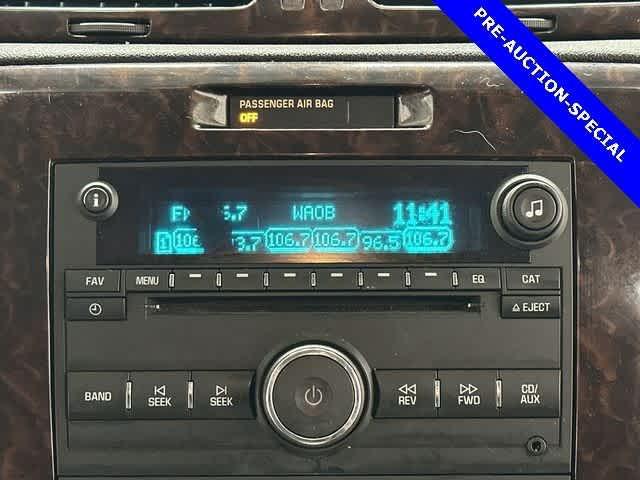 PRE-AUCTION-SPECIAL
PASSENGER AIR BAG
OFF
6.7 WAOB 11:41
1 106.7 106.7 96.5 106.7
FAV MENU EQ CAT
EJECT
BAND SEEK SEEK REV FWD CD/
AUX